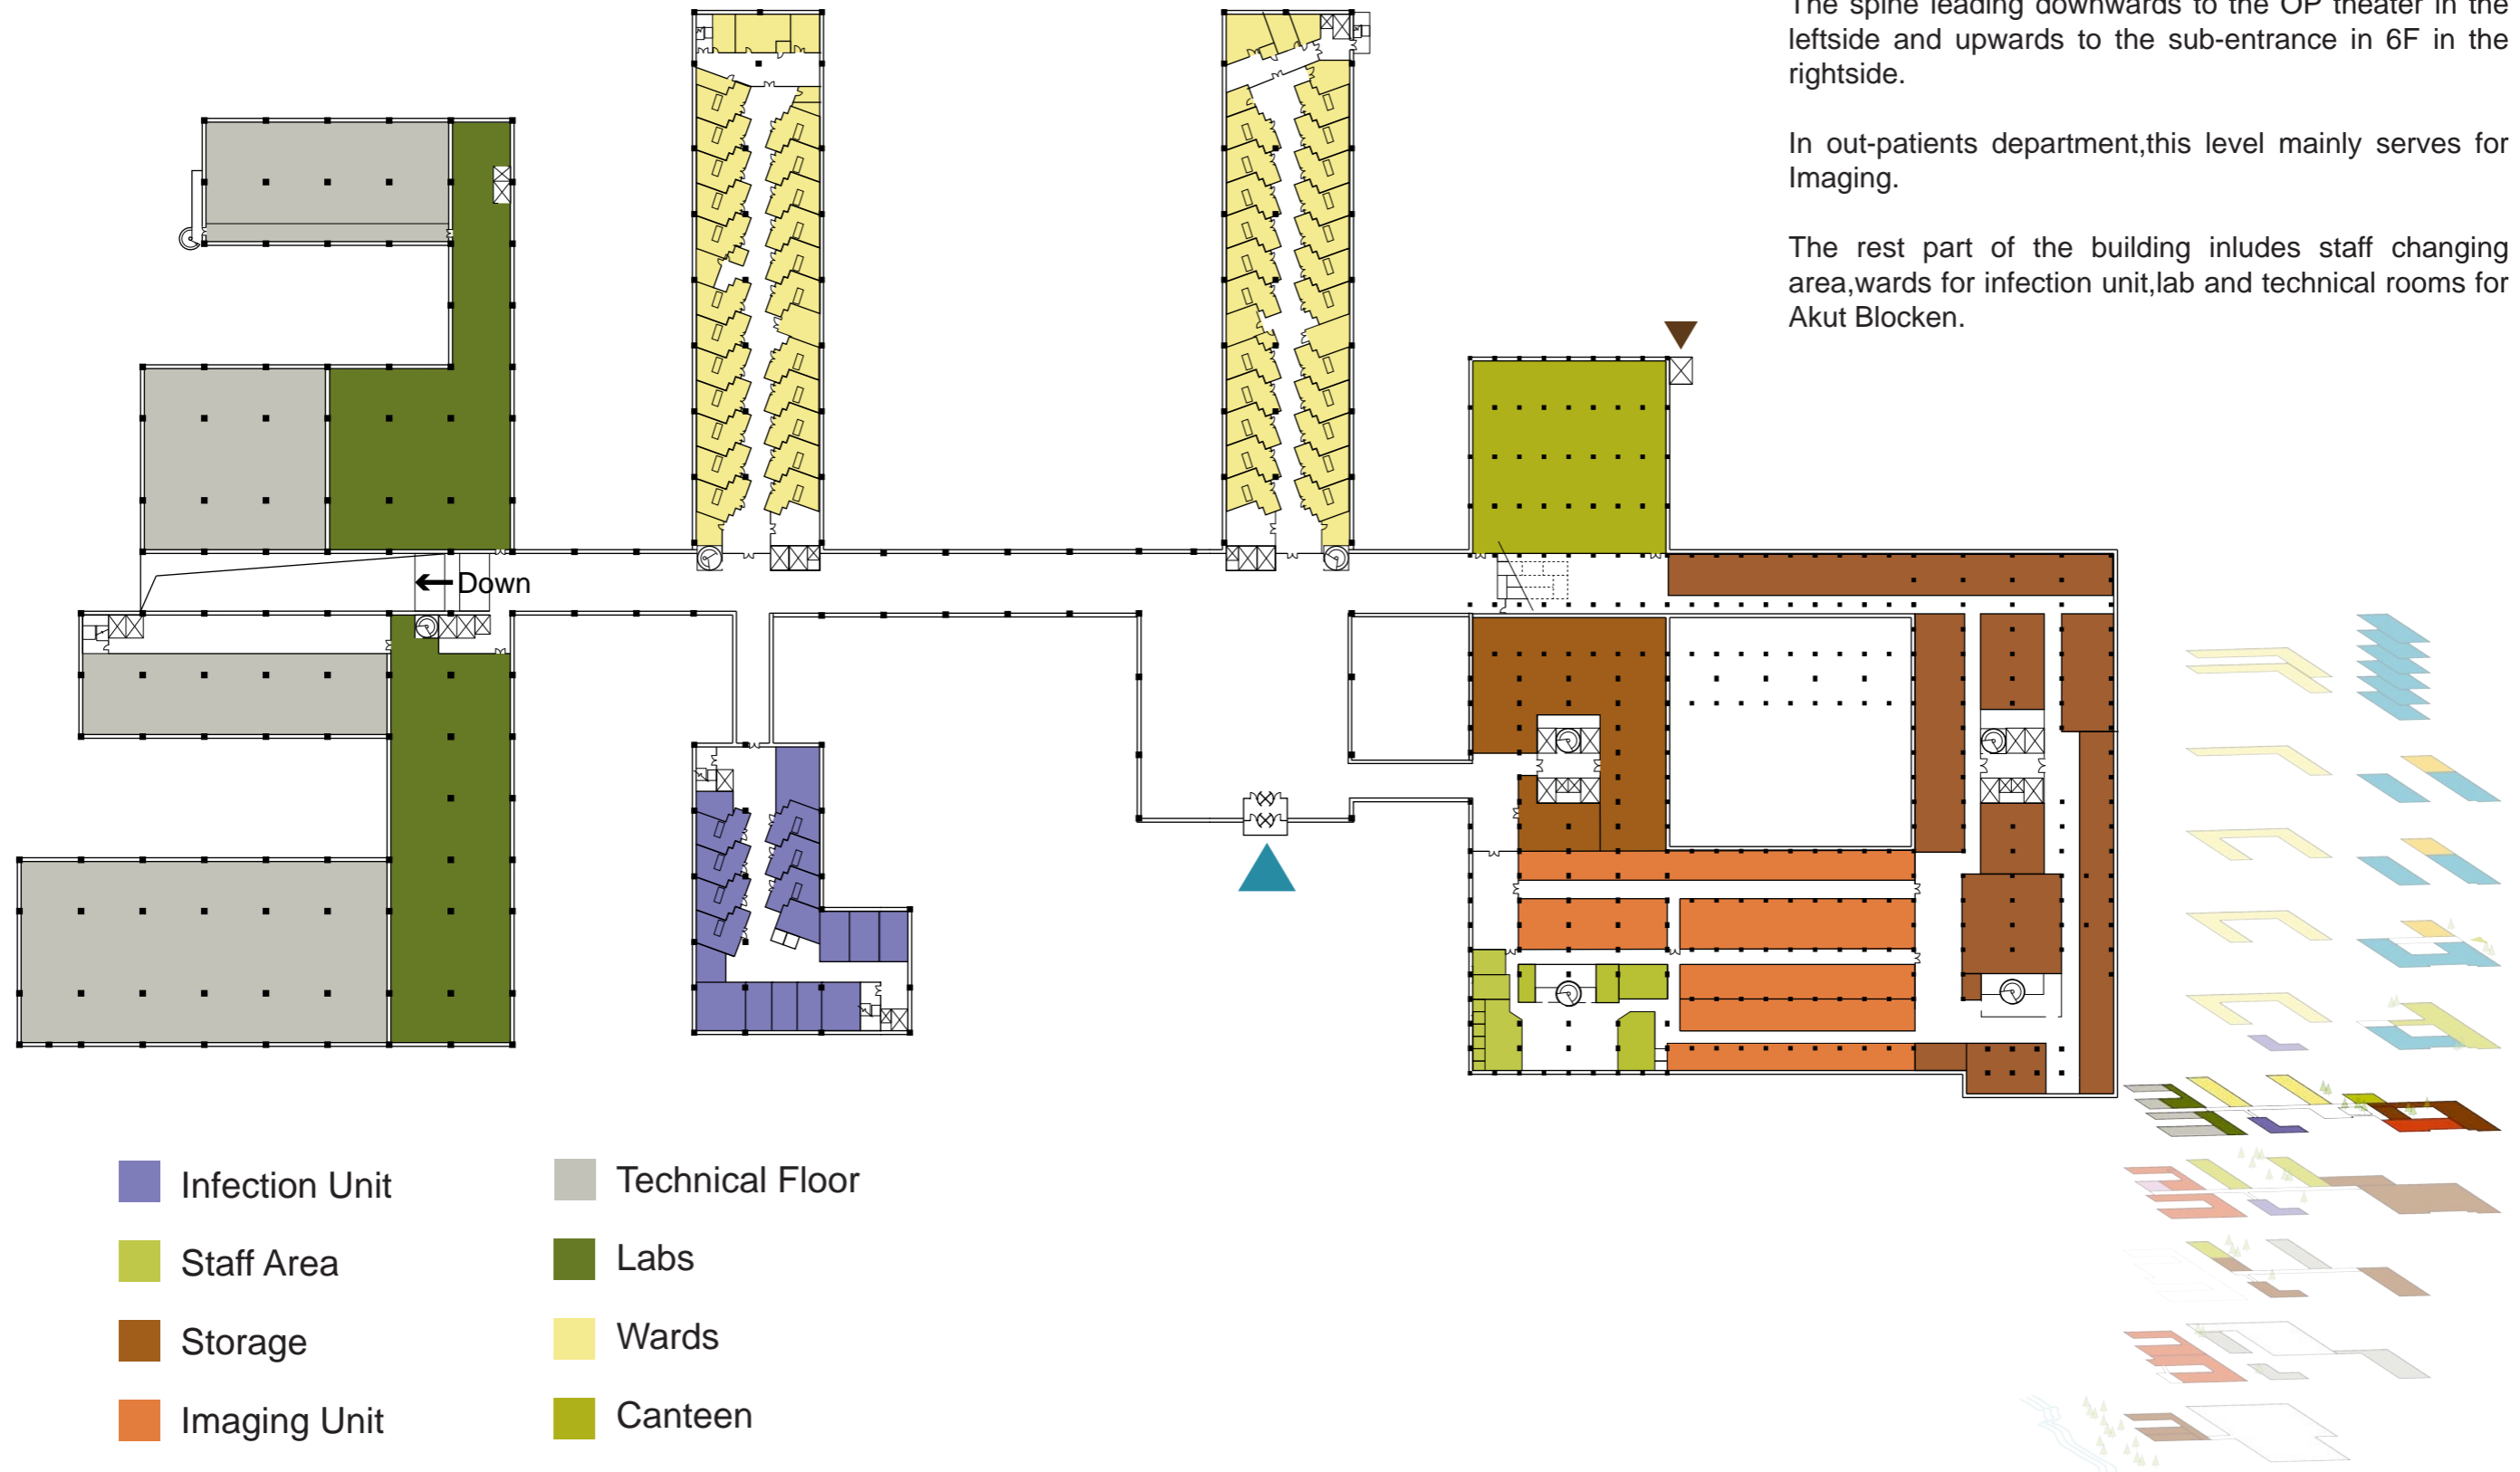 The spine leading downwards to the OP theater in the
leftside and upwards to the sub-entrance in 6F in the
rightside.
In out-patients department,this level mainly serves for
Imaging.
The rest part of the building inludes staff changing
area,wards for infection unit,lab and technical rooms for
Akut Blocken.
Down
Infection Unit
Staff Area
Storage
Imaging Unit
Technical Floor
Labs
Wards
Canteen